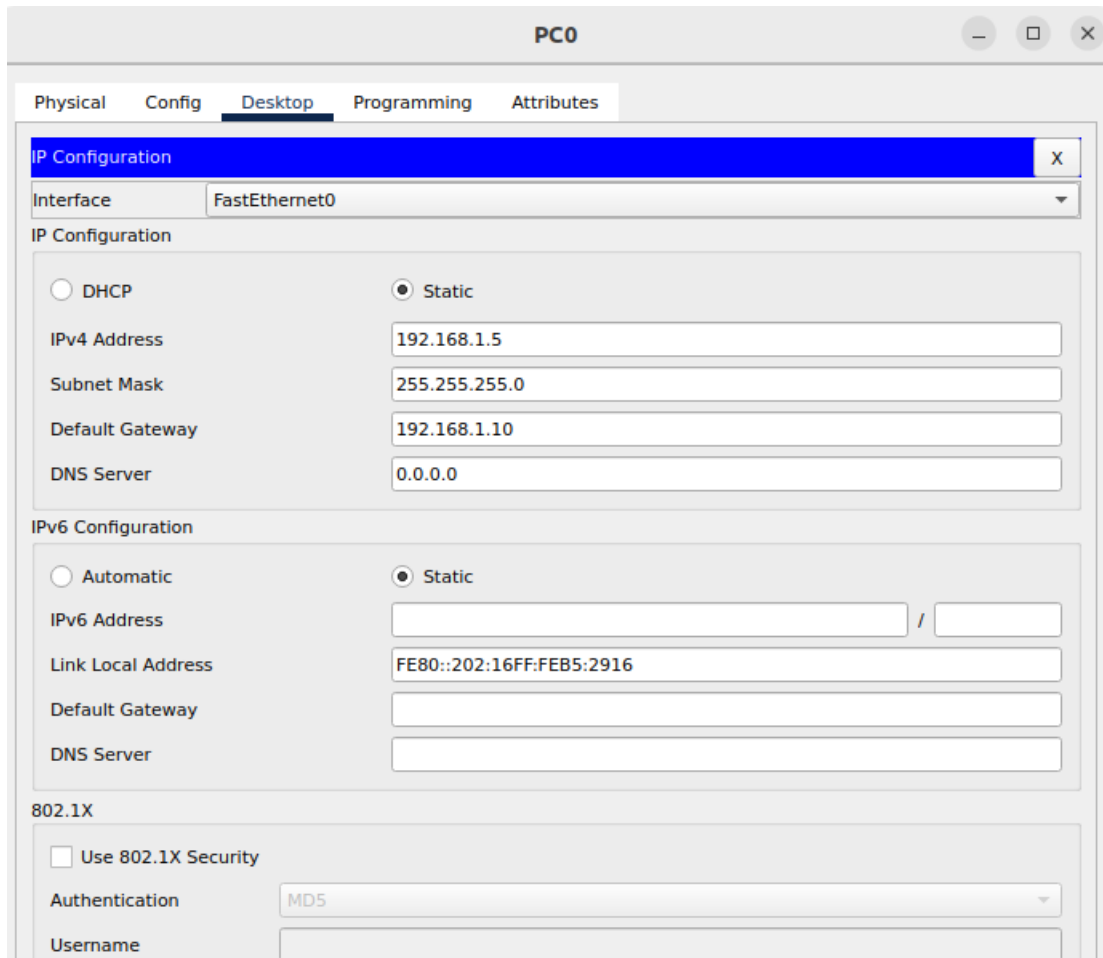 PC0
Physical Config Desktop Programming Attributes
IP Configuration X
Interface FastEthernet0
IP Configuration
DHCP Static
IPv4 Address 192.168.1.5
Subnet Mask 255.255.255.0
Default Gateway 192.168.1.10
DNS Server 0.0.0.0
IPv6 Configuration
Automatic Static
IPv6 Address /
Link Local Address FE80::202:16FF:FEB5:2916
Default Gateway
DNS Server
802.1X
Use 802.1X Security
Authentication MD5
Username